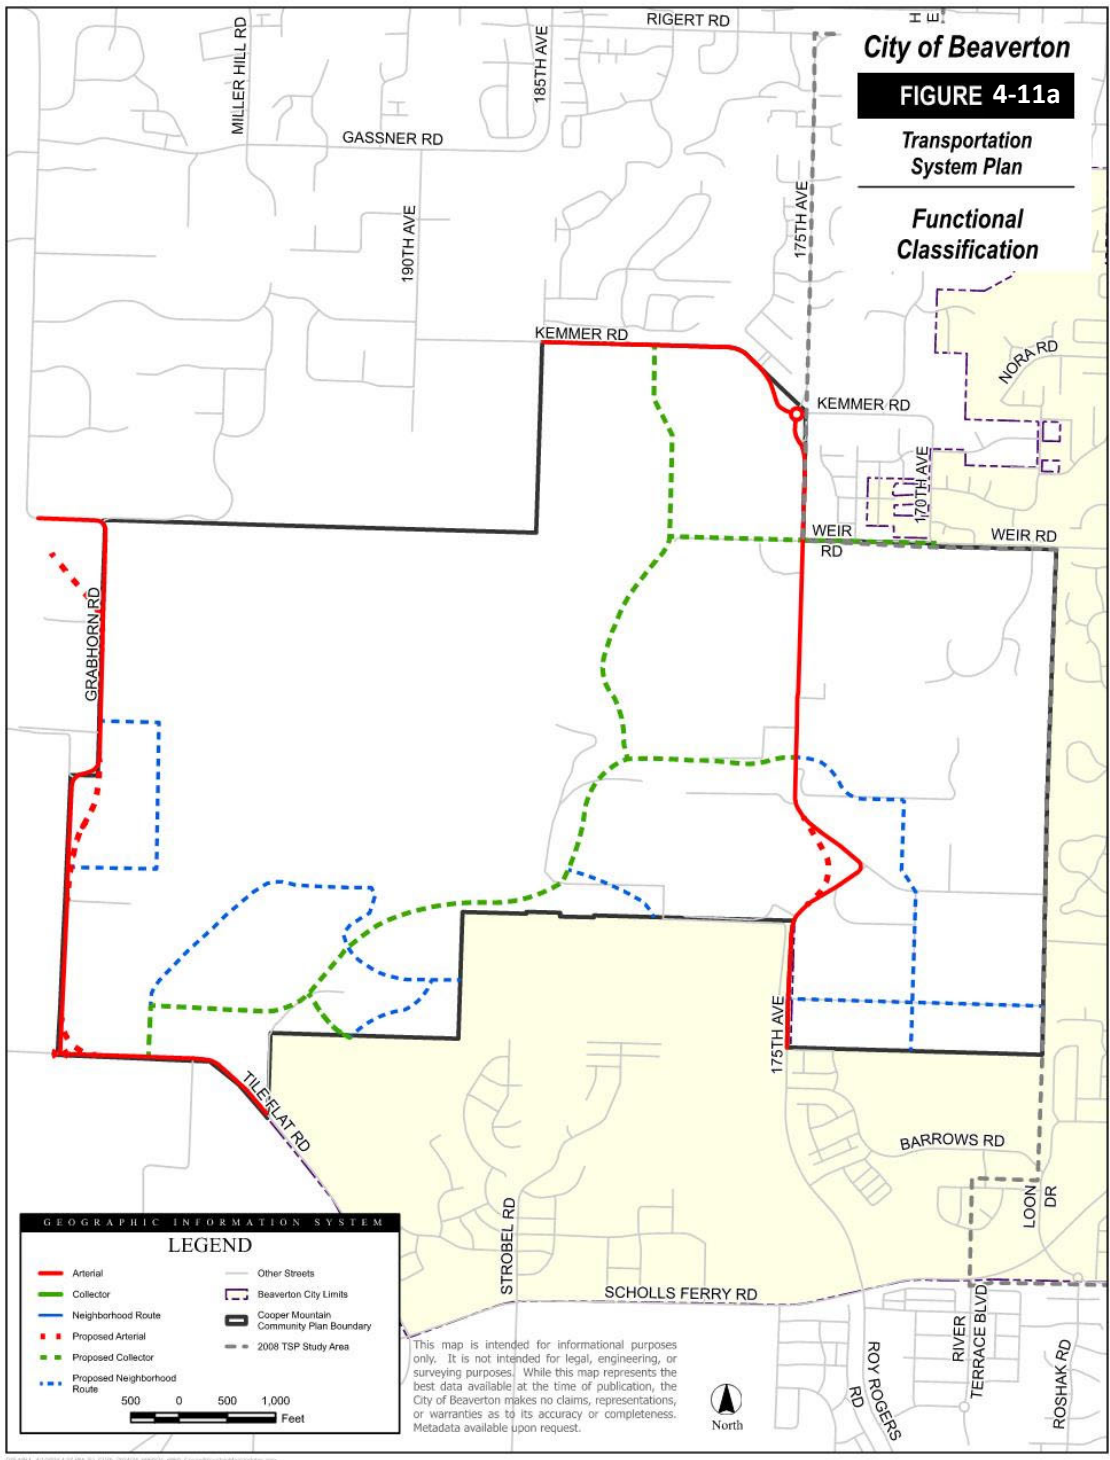 RIGERT RD
H
E
MILLER HILL RD
185TH AVE
City of Beaverton
FIGURE 4-11a
Transportation
System Plan
Functional
Classification
GASSNER RD
190TH AVE
175TH AVE
KEMMER RD
NORA RD
KEMMER RD
170TH AVE
WEIR
RD
WEIR RD
GRABHORN RD
175TH AVE
TILE FLAT RD
BARROWS RD
LOON
DR
STROBEL RD
SCHOLLS FERRY RD
RIVER
TERRACE BLVD
ROY ROGERS
RD
ROSHAK RD
GEOGRAPHIC INFORMATION SYSTEM
LEGEND
Arterial
Collector
Neighborhood Route
Proposed Arterial
Proposed Collector
Proposed Neighborhood
Route
Other Streets
Beaverton City Limits
Cooper Mountain
Community Plan Boundary
2008 TSP Study Area
500 0 500 1,000
Feet
This map is intended for informational purposes
only. It is not intended for legal, engineering, or
surveying purposes. While this map represents the
best data available at the time of publication, the
City of Beaverton makes no claims, representations,
or warranties as to its accuracy or completeness.
Metadata available upon request.
North